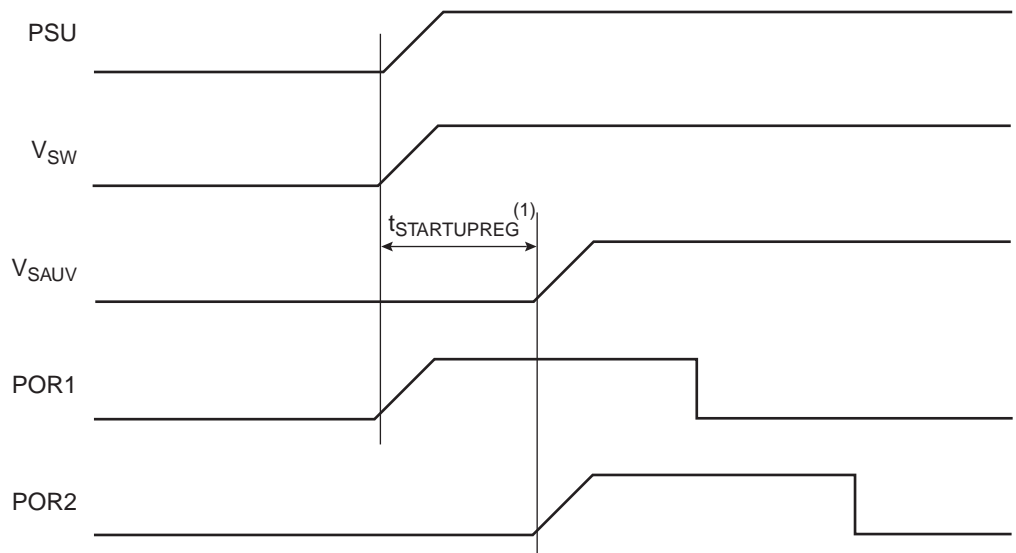 PSU
VSW
tSTARTUPREG(1)
VSAUV
POR1
POR2